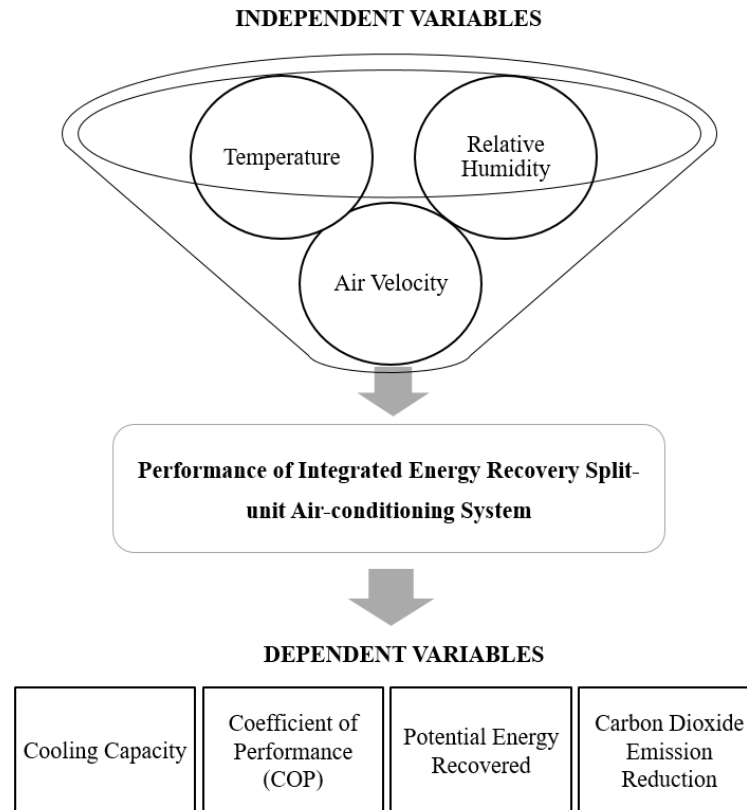 INDEPENDENT VARIABLES
Temperature
Relative
Humidity
Air Velocity
Performance of Integrated Energy Recovery Split-
unit Air-conditioning System
DEPENDENT VARIABLES
Cooling Capacity
Coefficient of
Performance
(COP)
Potential Energy
Recovered
Carbon Dioxide
Emission
Reduction